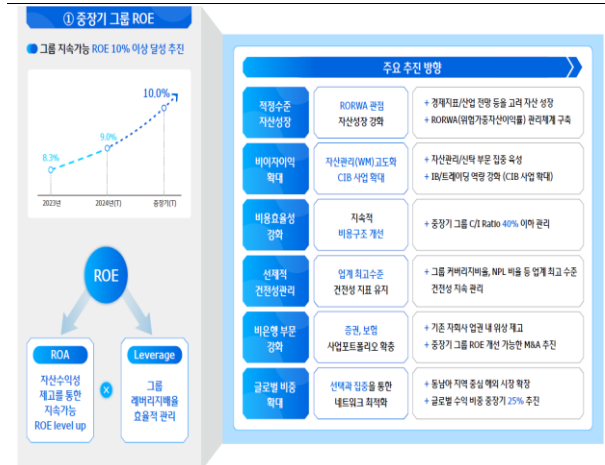 ① 중장기 그룹 ROE
그룹 지속가능 ROE 10% 이상 달성 추진
10.0%
9.0%
8.3%
2023년
2024년(T)
중장기(T)
ROE
ROA
자산수익성
제고를 통한
지속가능
ROE level up
×
Leverage
그룹
레버리지배율
효율적 관리
주요 추진 방향
적정수준
자산성장
RORWA 관점
자산성장 강화
+ 경제지표/산업 전망 등을 고려 자산 성장
+ RORWA(위험가중자산이익률) 관리체계 구축
비이자이익
확대
자산관리(WM)고도화
CIB 사업 확대
+ 자산관리/신탁 부문 집중 육성
+ IB/트레이딩 역량 강화 (CIB 사업 확대)
비용효율성
강화
지속적
비용구조 개선
+ 중장기 그룹 C/I Ratio 40% 이하 관리
선제적
건전성관리
업계 최고수준
건전성 지표 유지
+ 그룹 커버리지비율, NPL 비율 등 업계 최고 수준
건전성 지속 관리
비은행 부문
강화
증권, 보험
사업포트폴리오 확충
+ 기존 자회사 업권 내 위상 제고
+ 중장기 그룹 ROE 개선 가능한 M&A 추진
글로벌 비중
확대
선택과 집중을 통한
네트워크 최적화
+ 동남아 지역 중심 해외 시장 확장
+ 글로벌 수익 비중 중장기 25% 추진